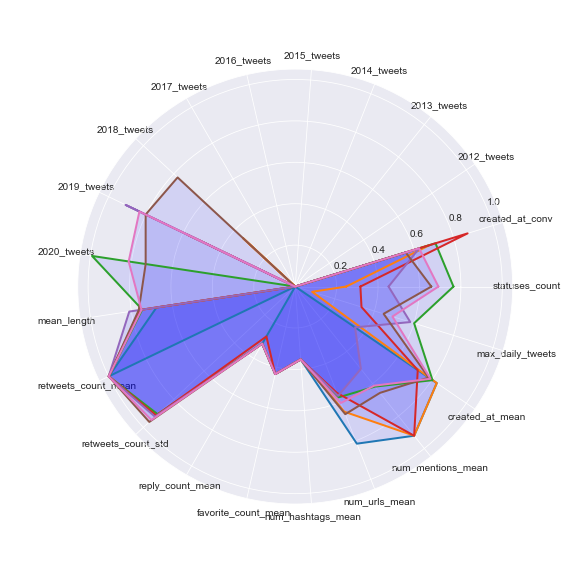 2015_tweets
2016_tweets
2014_tweets
2017_tweets
2013_tweets
2018_tweets
2012_tweets
2019_tweets
1.0
0.8
created_at_conv
0.6
0.4
2020_tweets
0.2
statuses_count
mean_length
max_daily_tweets
retweets_count_mean
created_at_mean
retweets_count_std
num_mentions_mean
reply_count_mean
num_urls_mean
favorite_count_mean
num_hashtags_mean